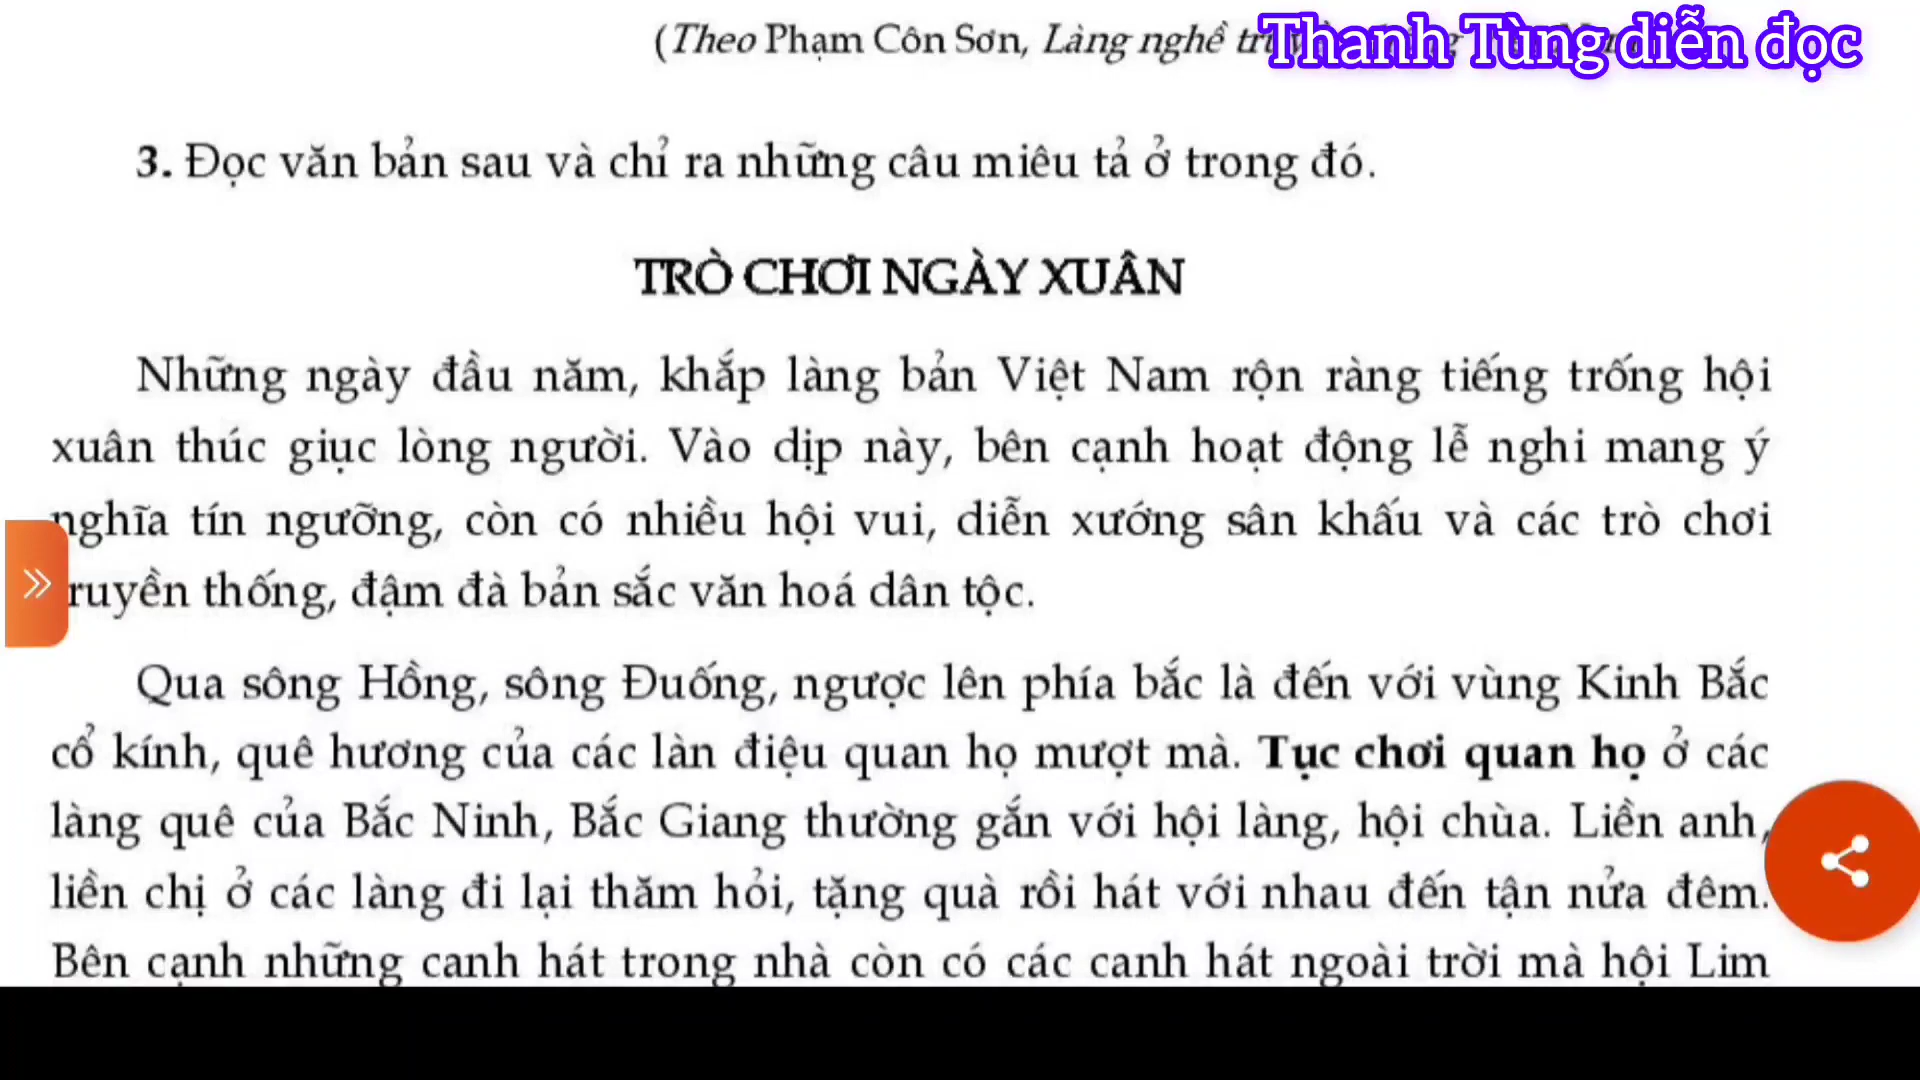 (Theo Phạm Côn Sơn, Làng nghề
Thanh Tùng diễn đọc
3. Đọc văn bản sau và chỉ ra những câu miêu tả ở trong đó.
TRÒ CHƠI NGÀY XUÂN
Những ngày đầu năm, khắp làng bản Việt Nam rộn ràng tiếng trống hội
xuân thúc giục lòng người. Vào dịp này, bên cạnh hoạt động lễ nghi mang ý
nghĩa tín ngưỡng, còn có nhiều hội vui, diễn xướng sân khấu và các trò chơi
truyền thống, đậm đà bản sắc văn hoá dân tộc.
Qua sông Hồng, sông Đuống, ngược lên phía bắc là đến với vùng Kinh Bắc
cổ kính, quê hương của các làn điệu quan họ mượt mà. Tục chơi quan họ ở các
làng quê của Bắc Ninh, Bắc Giang thường gắn với hội làng, hội chùa. Liền anh,
liền chị ở các làng đi lại thăm hỏi, tặng quà rồi hát với nhau đến tận nửa đêm.
Bên cạnh những canh hát trong nhà còn có các canh hát ngoài trời mà hội Lim